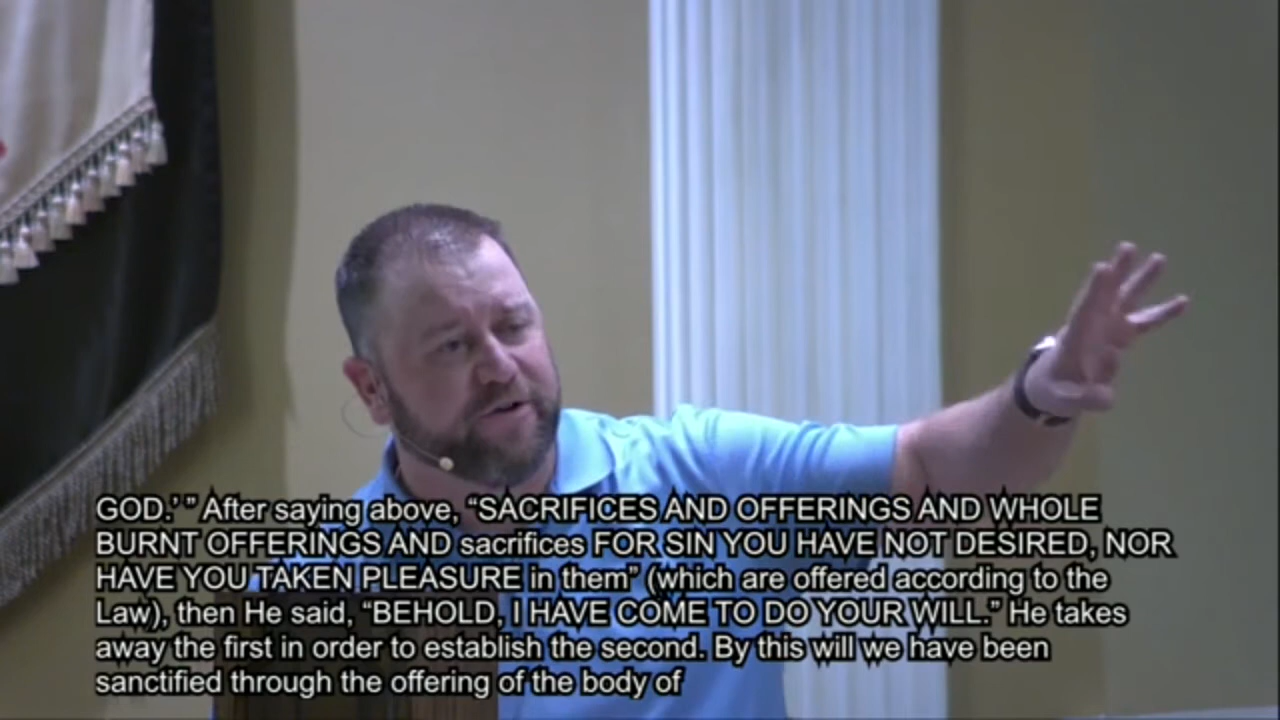 GOD.’ ” After saying above, “SACRIFICES AND OFFERINGS AND WHOLE
BURNT OFFERINGS AND sacrifices FOR SIN YOU HAVE NOT DESIRED, NOR
HAVE YOU TAKEN PLEASURE in them” (which are offered according to the
Law), then He said, “BEHOLD, I HAVE COME TO DO YOUR WILL.” He takes
away the first in order to establish the second. By this will we have been
sanctified through the offering of the body of